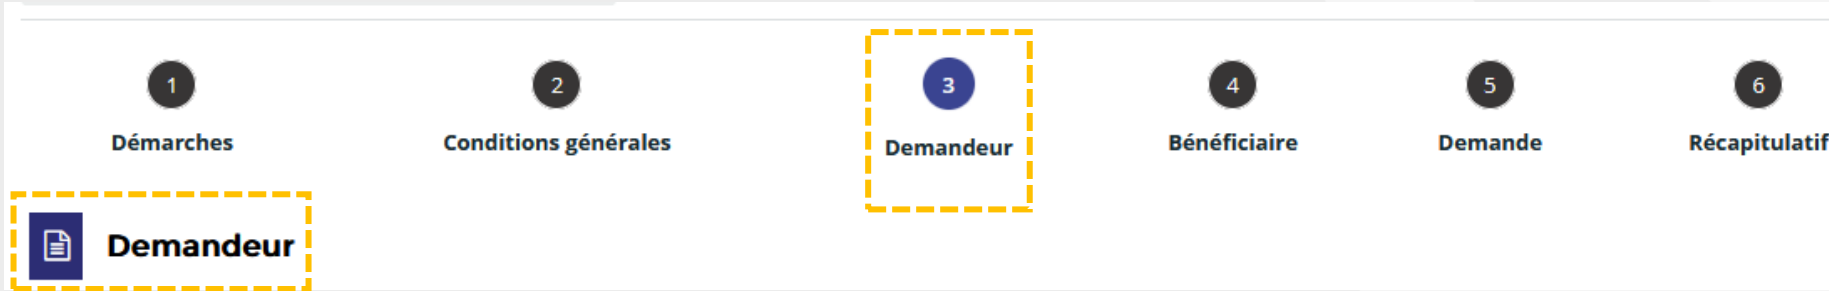 1 2 3 4 5 6
Démarches Conditions générales Demandeur Bénéficiaire Demande Récapitulatif
Demandeur